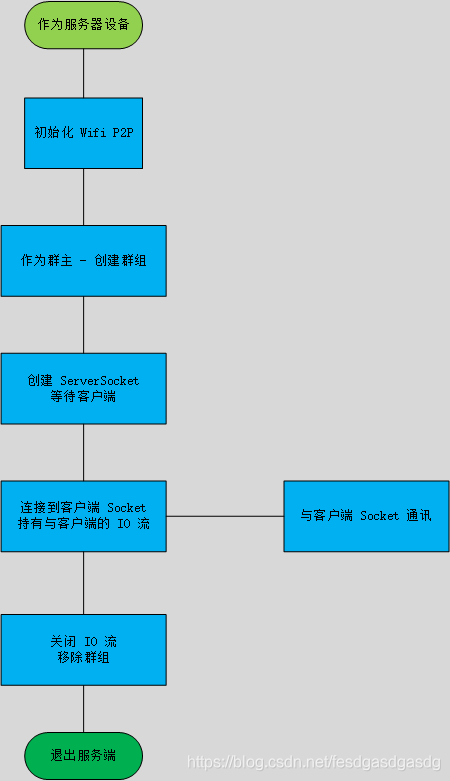 作为服务器设备
初始化 Wifi P2P
作为群主 - 创建群组
创建 ServerSocket
等待客户端
连接到客户端 Socket
持有与客户端的 IO 流
与客户端 Socket 通讯
关闭 IO 流
移除群组
退出服务端
https://blog.csdn.net/fesdgasdgasdg